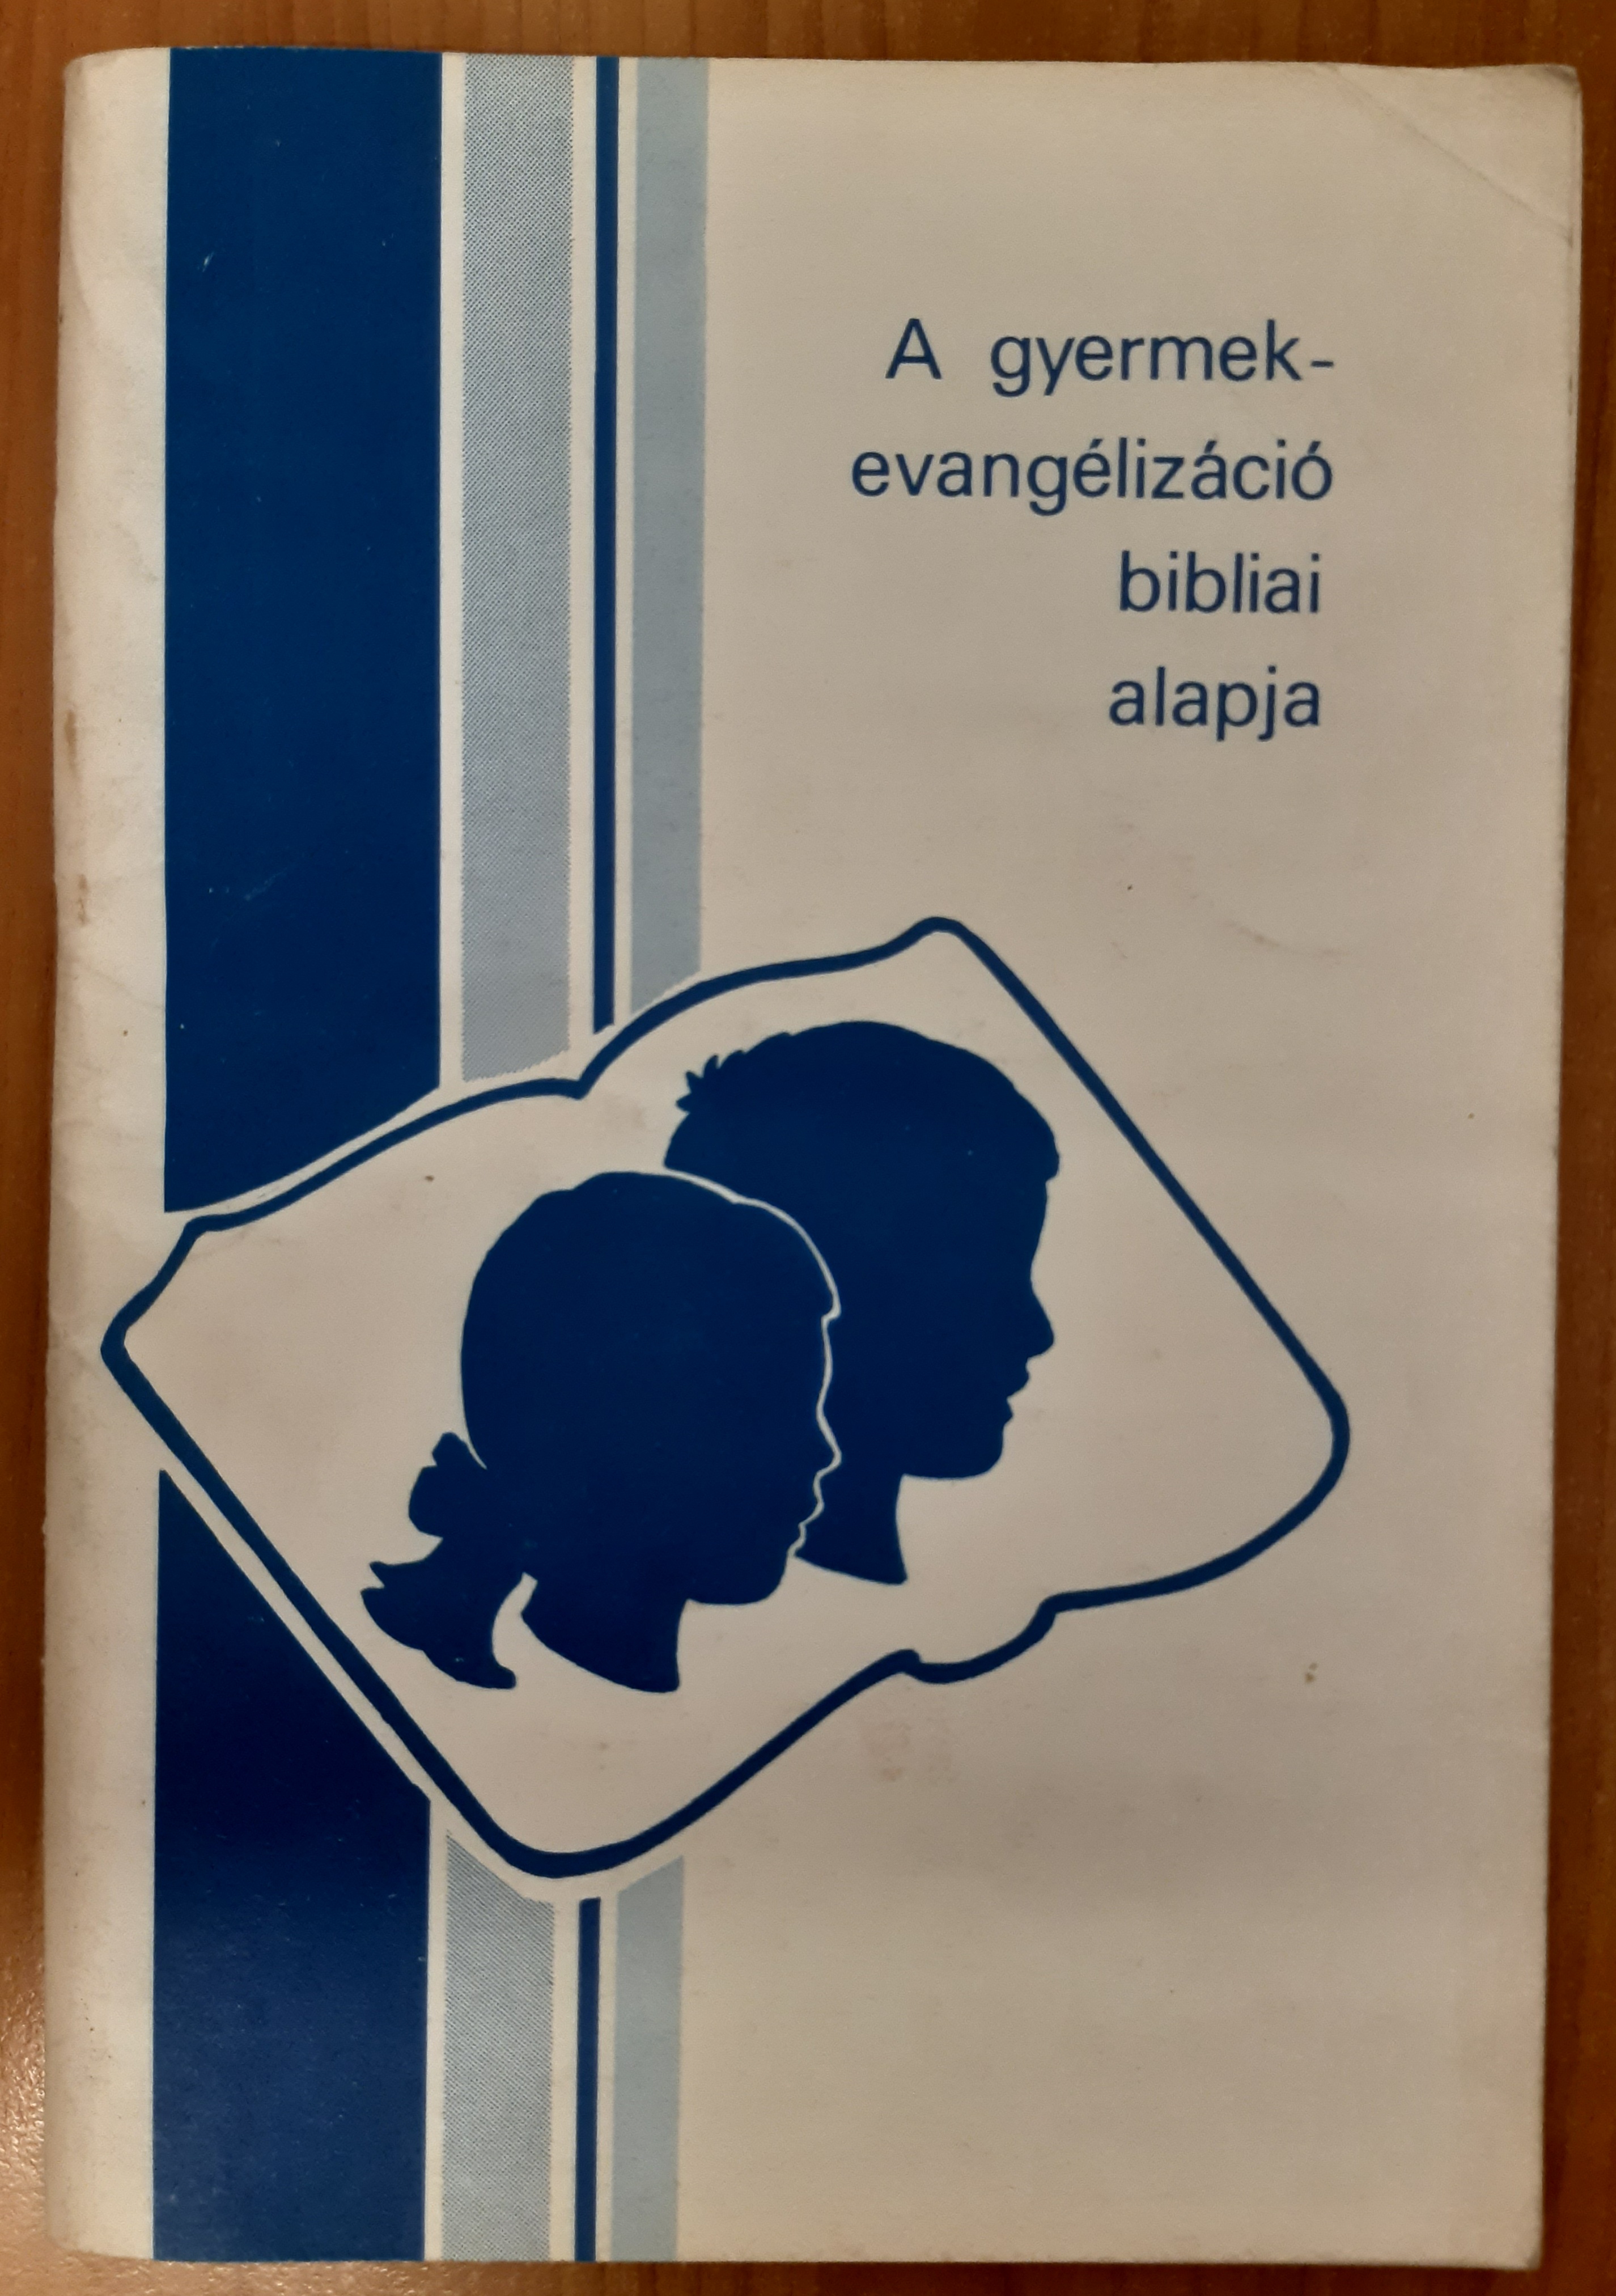 A gyermek-
evangélizáció
bibliai
alapja